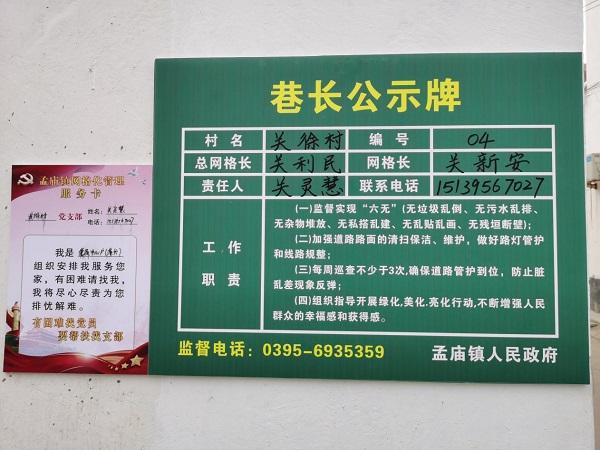 巷长公示牌
村名 关徐村 编号 04
总网格长 关利民 网格长 关新安
责任人 关灵慧 联系电话 15139567027
工作职责
(一)监督实现“六无”(无垃圾乱倒、无污水乱排、
无杂物堆放、无私搭乱建、无乱贴乱画、无残垣断壁);
(二)加强道路路面的清扫保洁、维护,做好路灯管护
和线路规整;
(三)每周巡查不少于3次,确保道路管护到位,防止脏
乱差现象反弹;
(四)组织指导开展绿化,美化.亮化行动,不断增强人民
群众的幸福感和获得感。
监督电话:0395-6935359 孟庙镇人民政府
孟庙镇网格化管理
服务卡
关徐村 党支部
姓名:关灵慧
电话:
我是
组织安排我服务您
家,有困难请找我,
我将尽心尽责为您
排忧解难。
有困难找党员
要帮扶找支部